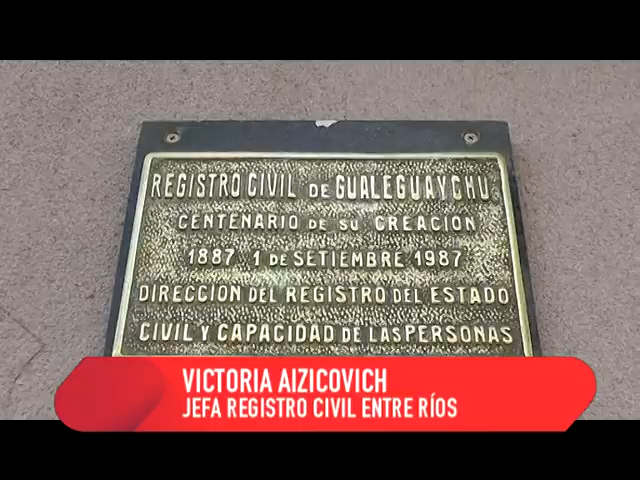 REGISTRO CIVIL DE GUALEGUAYCHU
CENTENARIO DE SU CREACION
1887 .. 1 DE SETIEMBRE 1987
DIRECCION DEL REGISTRO DEL ESTADO
CIVIL Y CAPACIDAD DE LAS PERSONAS
VICTORIA AIZICOVICH
JEFA REGISTRO CIVIL ENTRE RÍOS